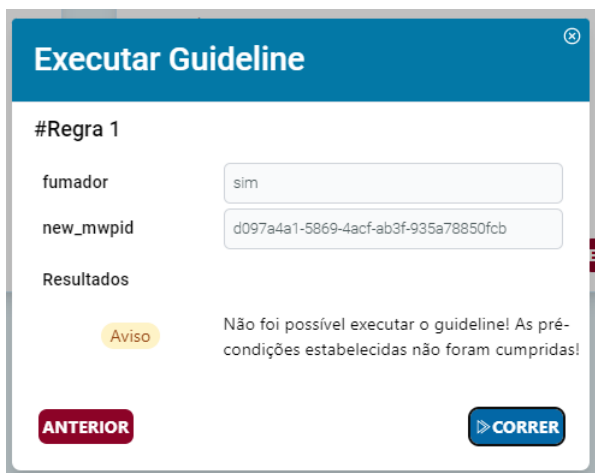 Executar Guideline
#Regra 1
fumador
sim
new_mwpid
d097a4a1-5869-4acf-ab3f-935a78850fcb
Resultados
Aviso
Não foi possível executar o guideline! As pré-
condições estabelecidas não foram cumpridas!
ANTERIOR
CORRER